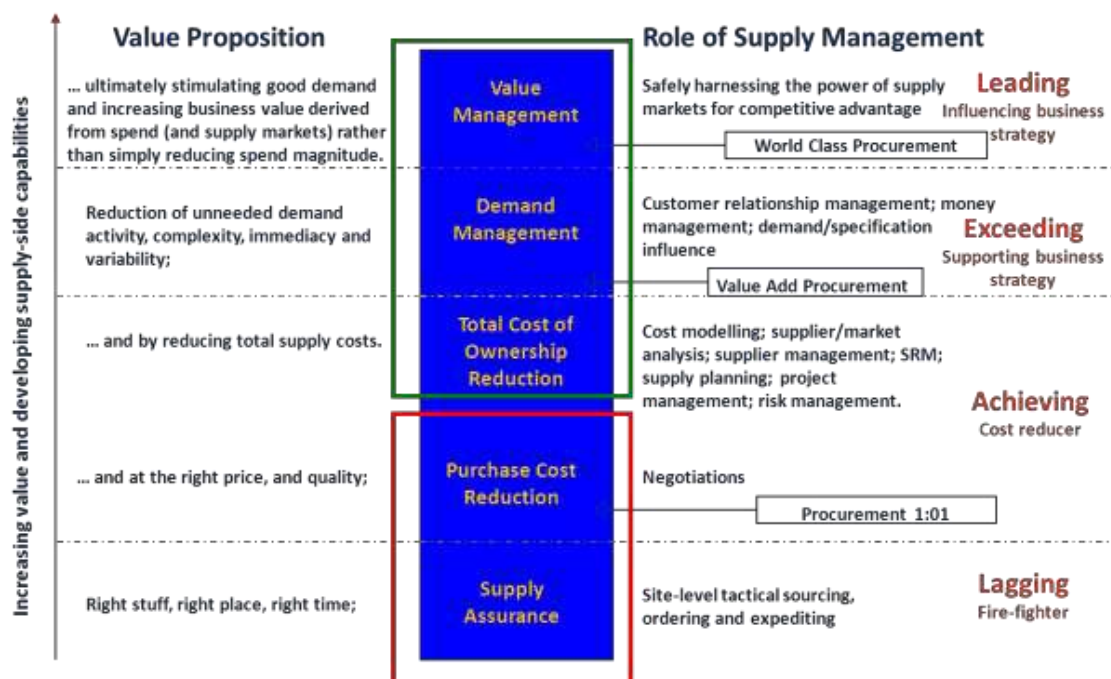 Increasing value and developing supply-side capabilities
Value Proposition
Role of Supply Management
… ultimately stimulating good demand
and increasing business value derived
from spend (and supply markets) rather
than simply reducing spend magnitude.
Value
Management
Safely harnessing the power of supply
markets for competitive advantage
Leading
Influencing business
strategy
World Class Procurement
Reduction of unneeded demand
activity, complexity, immediacy and
variability;
Demand
Management
Customer relationship management; money
management; demand/specification
influence
Exceeding
Supporting business
strategy
Value Add Procurement
… and by reducing total supply costs.
Total Cost of
Ownership
Reduction
Cost modelling; supplier/market
analysis; supplier management; SRM;
supply planning; project
management; risk management.
Achieving
Cost reducer
… and at the right price, and quality;
Purchase Cost
Reduction
Negotiations
Procurement 1:01
Right stuff, right place, right time;
Supply
Assurance
Site-level tactical sourcing,
ordering and expediting
Lagging
Fire-fighter